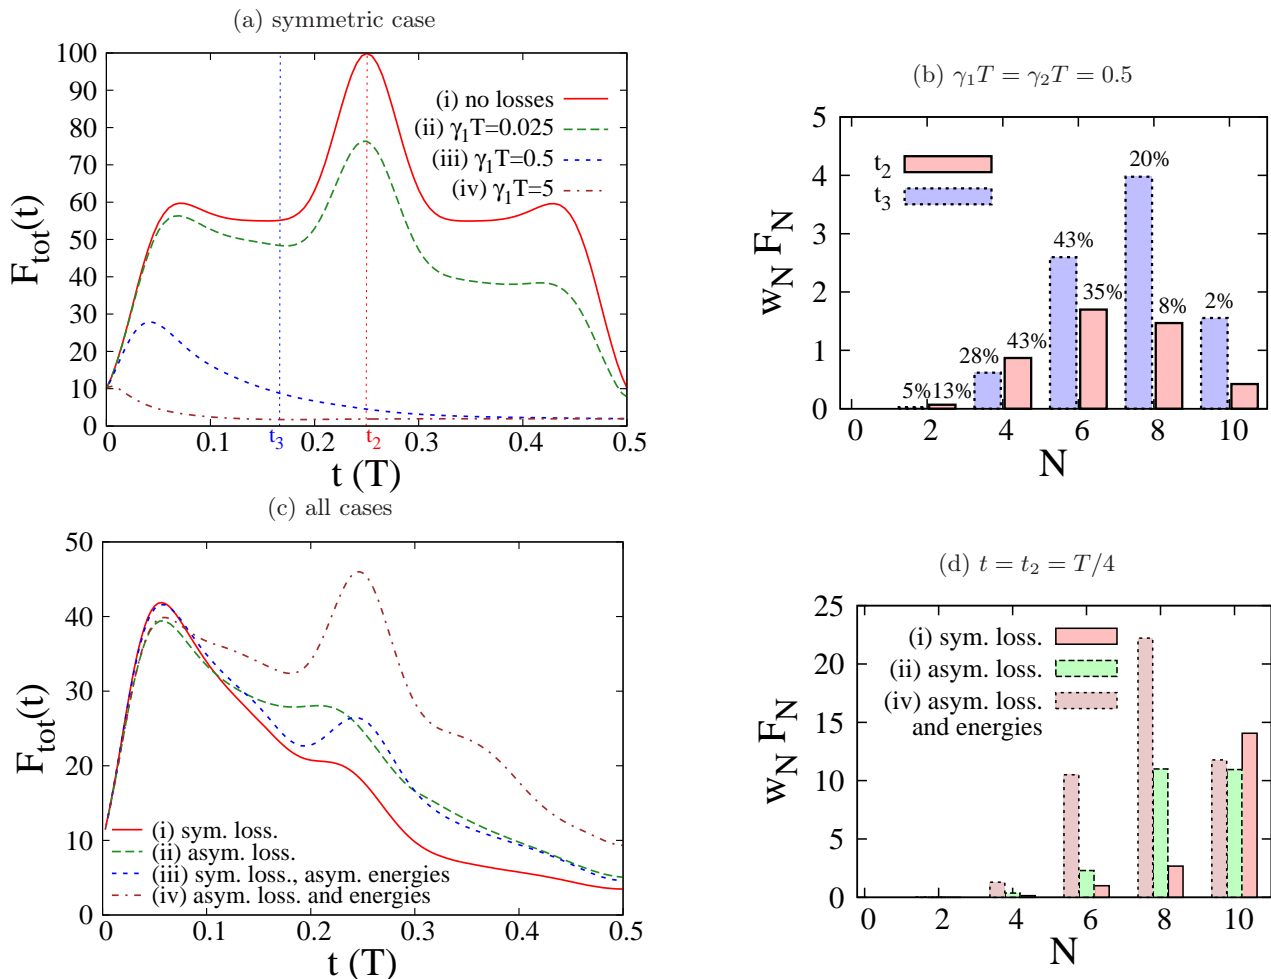 (a) symmetric case
100
90
80
70
60
50
40
30
20
10
0
F_tot(t)
(i) no losses
(ii) γ₁T=0.025
(iii) γ₁T=0.5
(iv) γ₁T=5
0 0.1 t₃ 0.2 t₂ 0.3 0.4 0.5
t (T)
(b) γ₁T = γ₂T = 0.5
5
4
3
2
1
0
w_N F_N
t₂
t₃
5% 13% 28% 43% 43% 35% 20% 8% 2%
0 2 4 6 8 10
N
(c) all cases
50
40
30
20
10
0
F_tot(t)
(i) sym. loss.
(ii) asym. loss.
(iii) sym. loss., asym. energies
(iv) asym. loss. and energies
0 0.1 0.2 0.3 0.4 0.5
t (T)
(d) t = t₂ = T/4
25
20
15
10
5
0
w_N F_N
(i) sym. loss.
(ii) asym. loss.
(iv) asym. loss.
and energies
0 2 4 6 8 10
N